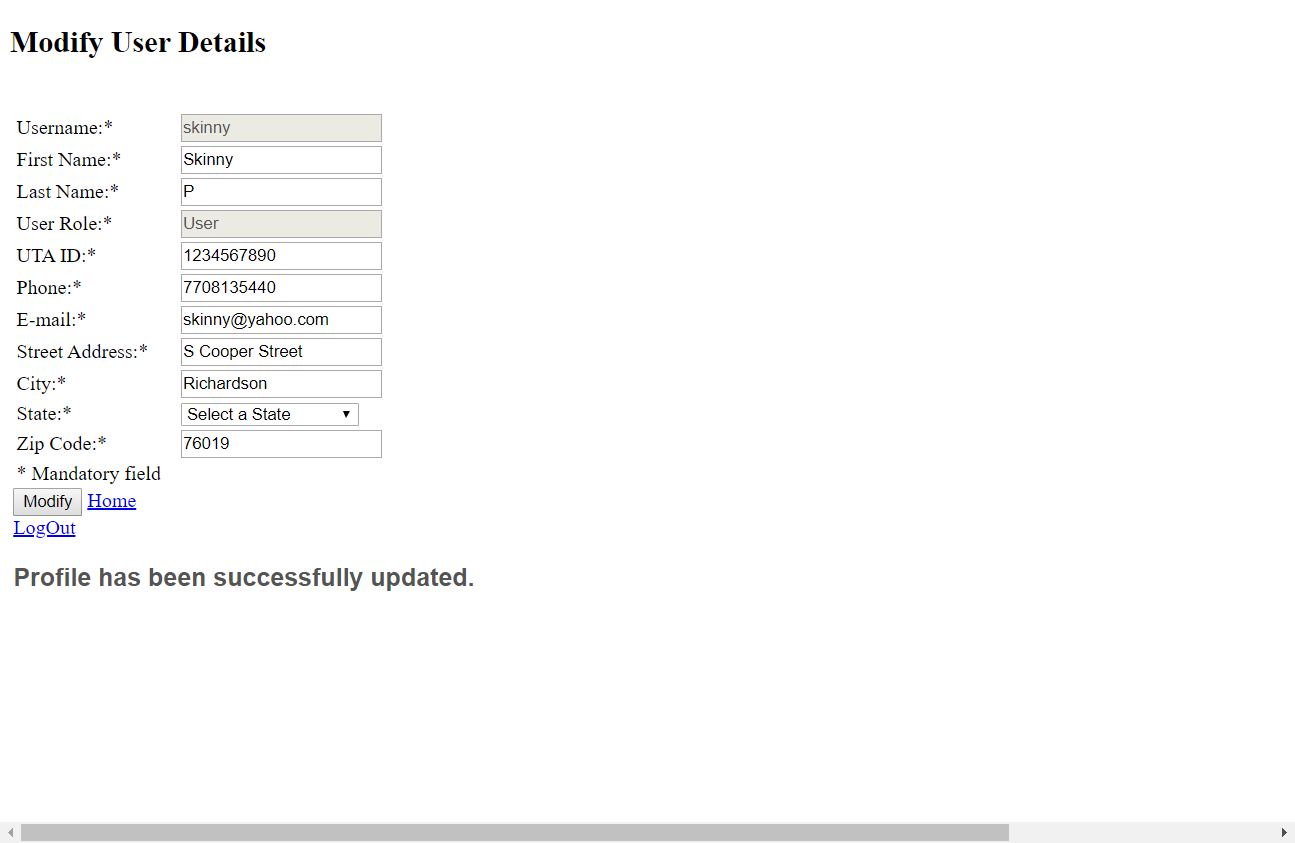 Modify User Details
Username:* skinny
First Name:* Skinny
Last Name:* P
User Role:* User
UTA ID:* 1234567890
Phone:* 7708135440
E-mail:* skinny@yahoo.com
Street Address:* S Cooper Street
City:* Richardson
State:* Select a State
Zip Code:* 76019
* Mandatory field
Modify Home
LogOut
Profile has been successfully updated.